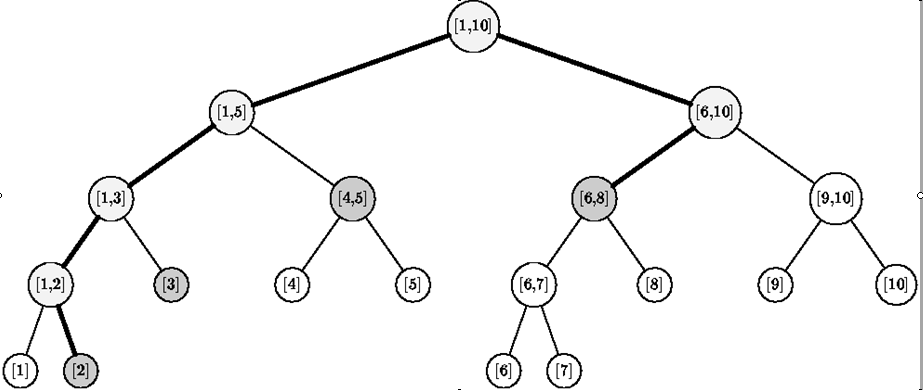 [1,10]
[1,5] [6,10]
[1,3] [4,5] [6,8] [9,10]
[1,2] [3] [4] [5] [6,7] [8] [9] [10]
[1] [2] [6] [7]